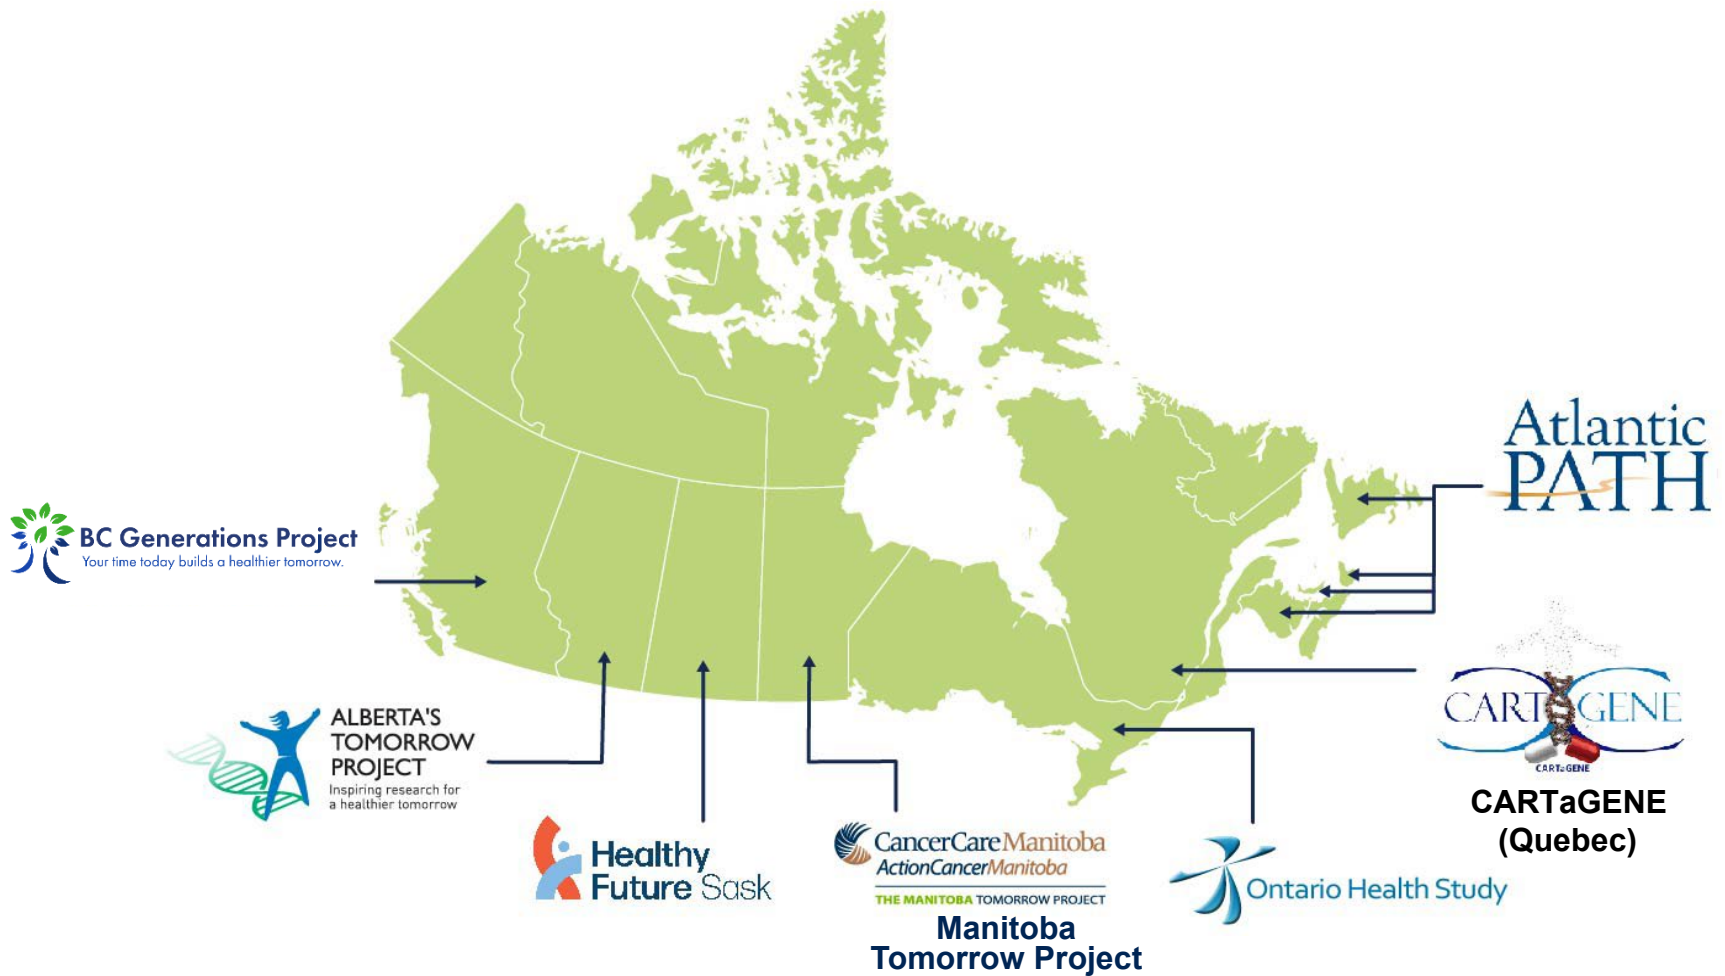 Atlantic
PATH
BC Generations Project
Your time today builds a healthier tomorrow.
CARTaGENE
CARTaGENE
CARTaGENE
(Quebec)
ALBERTA'S
TOMORROW
PROJECT
Inspiring research for
a healthier tomorrow
Healthy
Future Sask
CancerCare Manitoba
ActionCancerManitoba
THE MANITOBA TOMORROW PROJECT
Manitoba
Tomorrow Project
Ontario Health Study